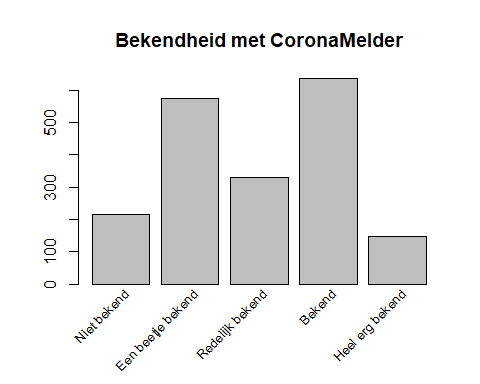 Bekendheid met CoronaMelder
500
300
100
0
Niet bekend
Een beetje bekend
Redelijk bekend
Bekend
Heel erg bekend